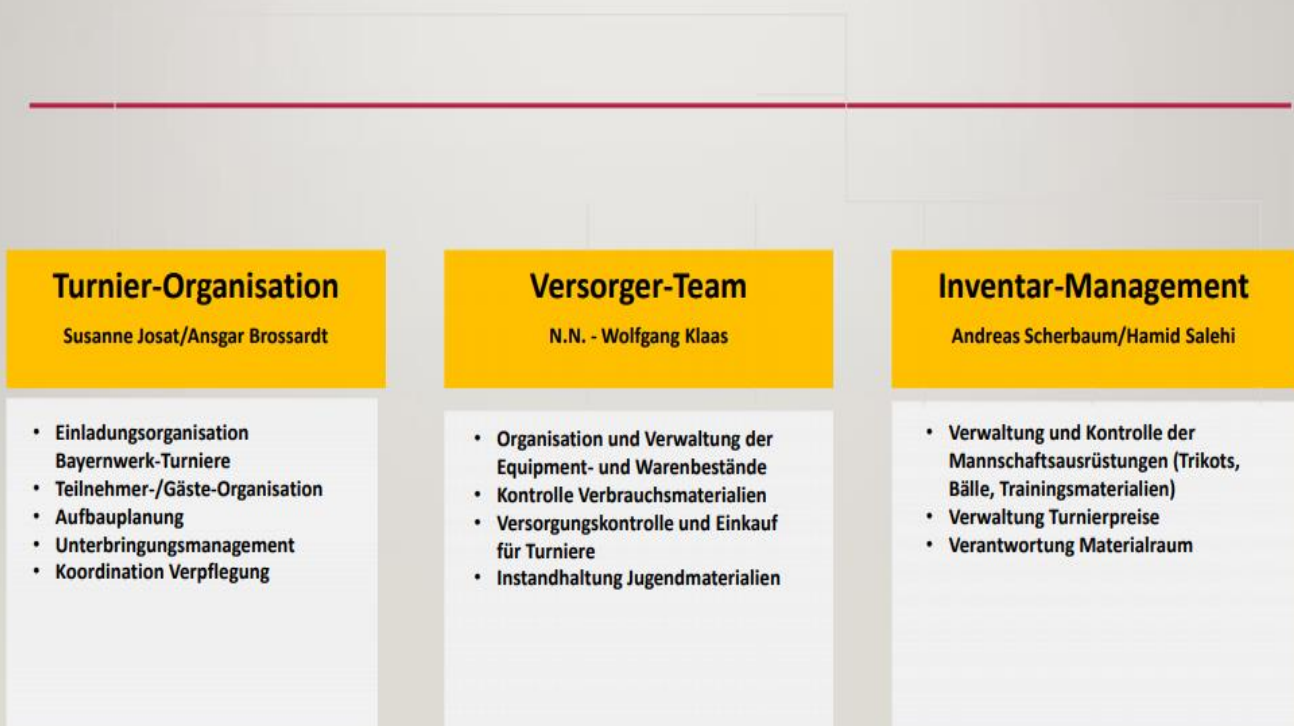 Turnier-Organisation
Susanne Josat/Ansgar Brossardt
• Einladungsorganisation
Bayernwerk-Turniere
• Teilnehmer-/Gäste-Organisation
• Aufbauplanung
• Unterbringungsmanagement
• Koordination Verpflegung
Versorger-Team
N.N. - Wolfgang Klaas
• Organisation und Verwaltung der
Equipment- und Warenbestände
• Kontrolle Verbrauchsmaterialien
• Versorgungskontrolle und Einkauf
für Turniere
• Instandhaltung Jugendmaterialien
Inventar-Management
Andreas Scherbaum/Hamid Salehi
• Verwaltung und Kontrolle der
Mannschaftsausrüstungen (Trikots,
Bälle, Trainingsmaterialien)
• Verwaltung Turnierpreise
• Verantwortung Materialraum